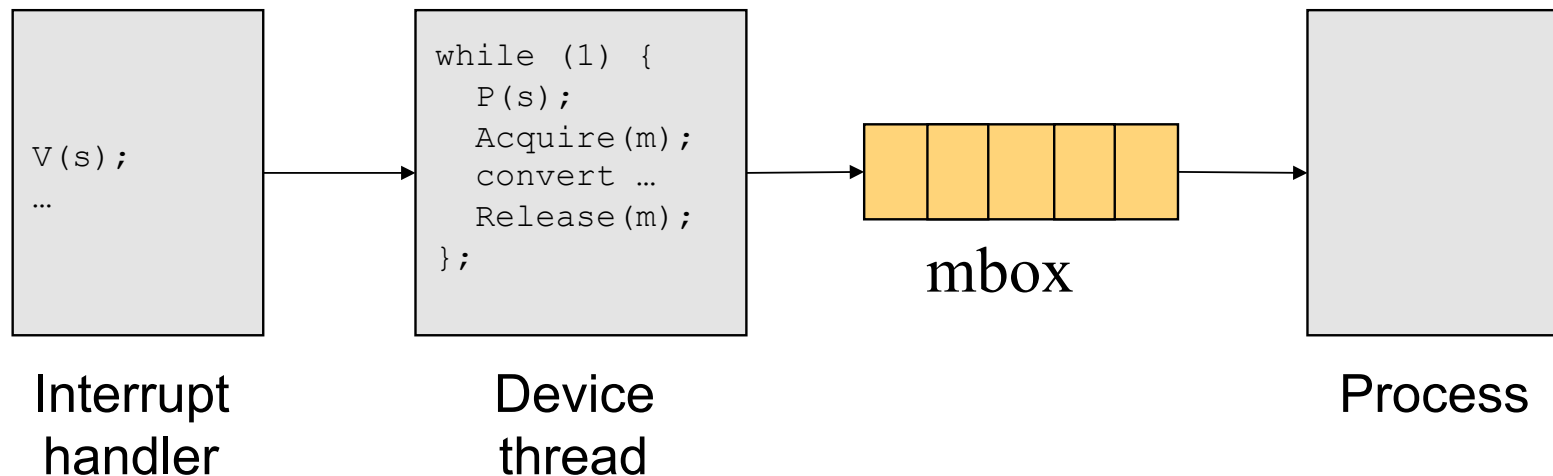 V(s);
…
while (1) {
P(s);
Acquire(m);
convert …
Release(m);
};
mbox
Interrupt
handler
Device
thread
Process